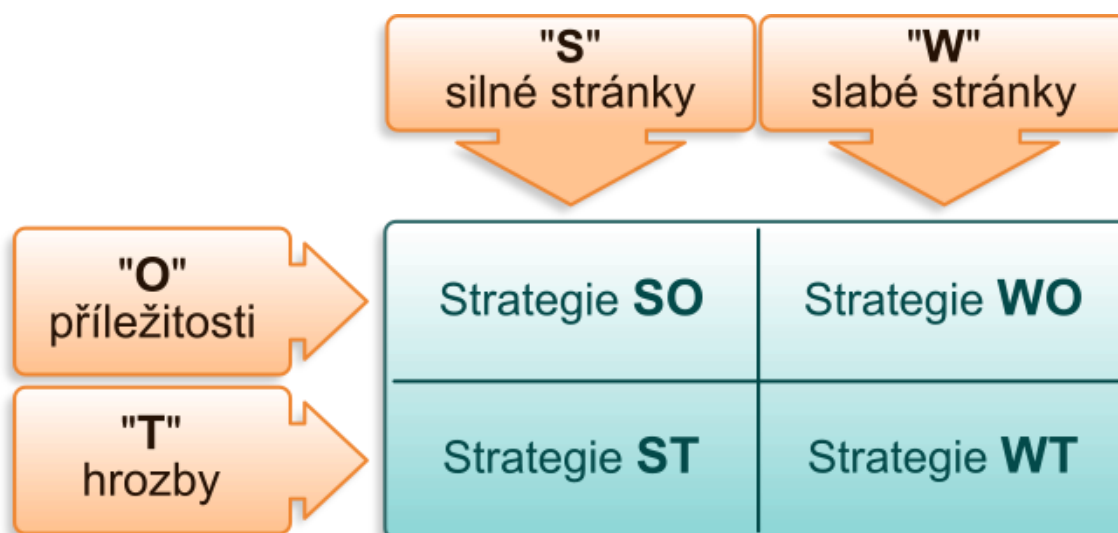 "S"
silné stránky
"W"
slabé stránky
"O"
příležitosti
Strategie SO
Strategie WO
"T"
hrozby
Strategie ST
Strategie WT